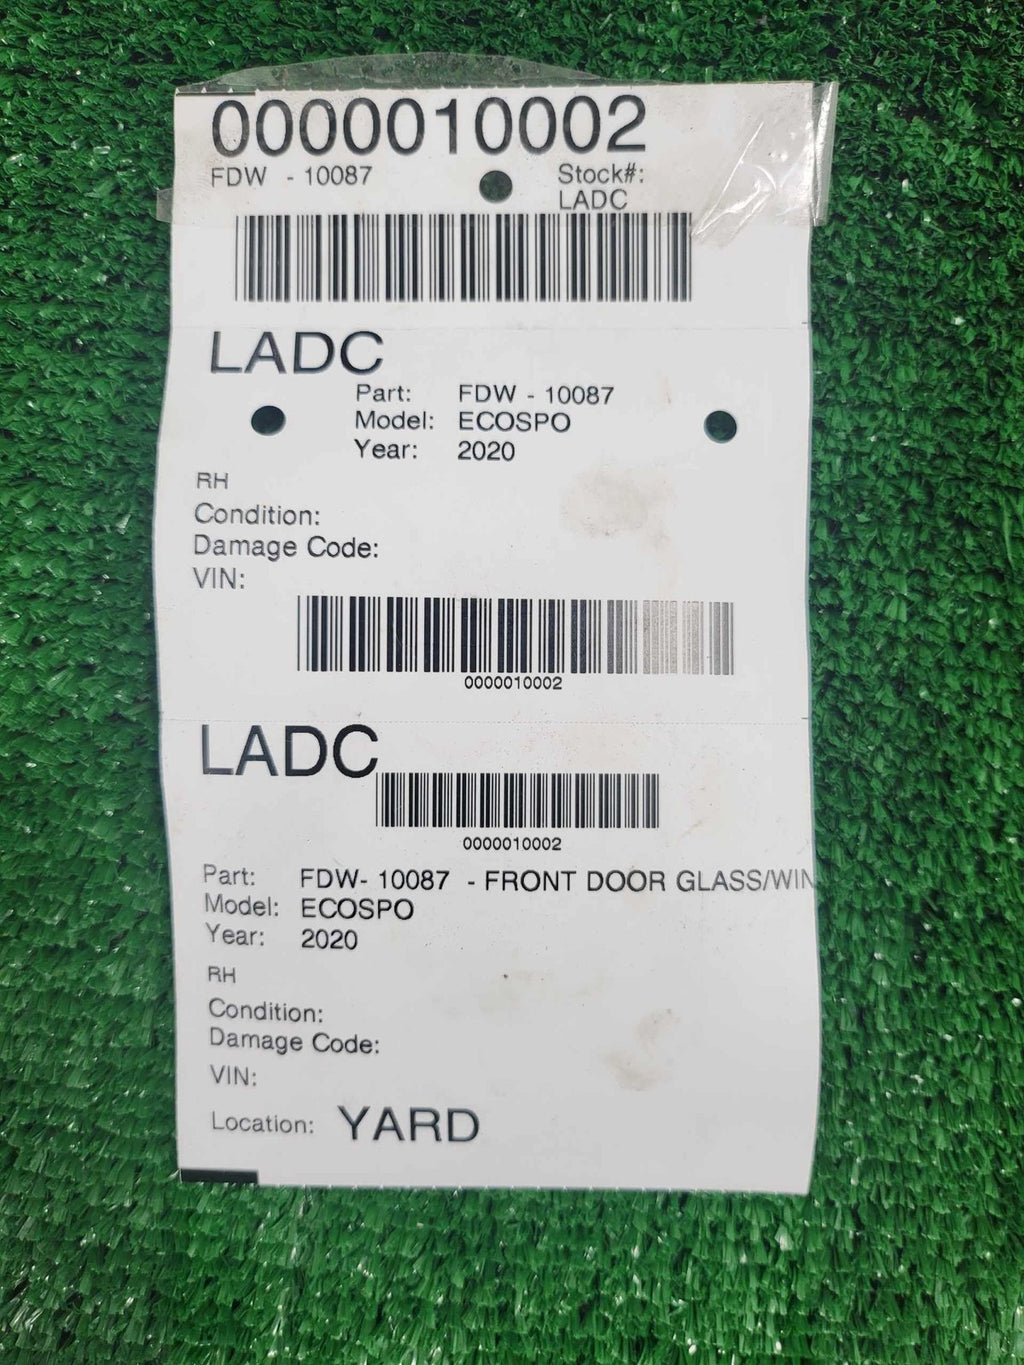 0000010002
FDW - 10087
Stock#:
LADC
LADC
Part: FDW - 10087
Model: ECOSPO
Year: 2020
RH
Condition:
Damage Code:
VIN:
0000010002
LADC
0000010002
Part: FDW- 10087 - FRONT DOOR GLASS/WIN
Model: ECOSPO
Year: 2020
RH
Condition:
Damage Code:
VIN:
Location: YARD